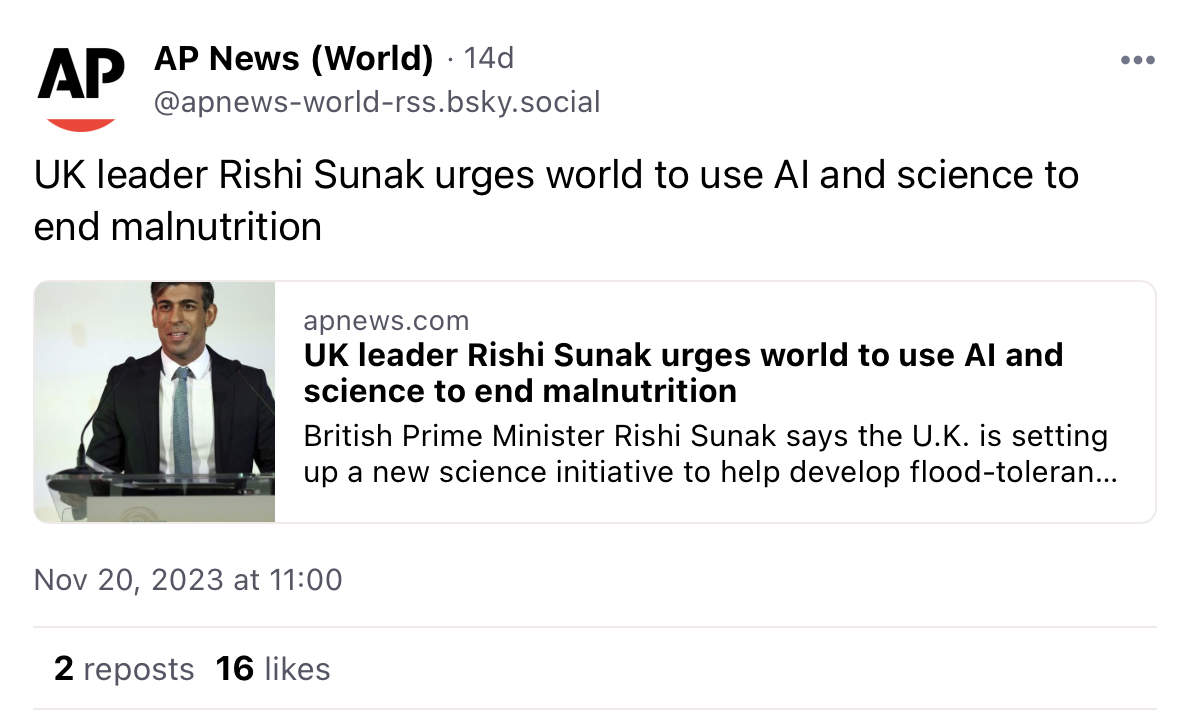 AP
AP News (World) · 14d
@apnews-world-rss.bsky.social
UK leader Rishi Sunak urges world to use AI and science to
end malnutrition
apnews.com
UK leader Rishi Sunak urges world to use AI and
science to end malnutrition
British Prime Minister Rishi Sunak says the U.K. is setting
up a new science initiative to help develop flood-toleran...
Nov 20, 2023 at 11:00
2 reposts 16 likes